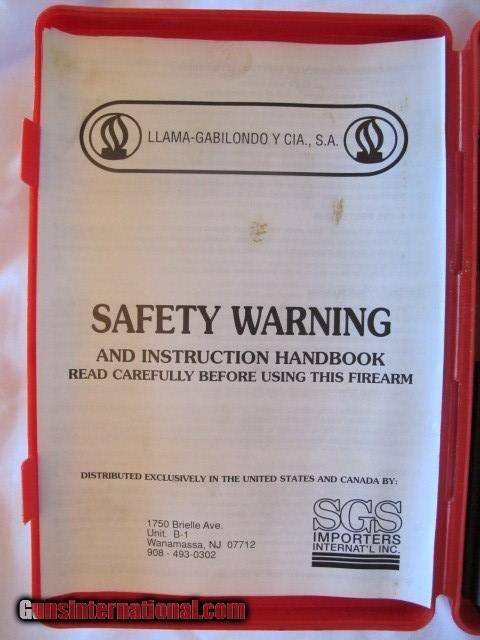 LLAMA-GABILONDO Y CIA., S.A.
SAFETY WARNING
AND INSTRUCTION HANDBOOK
READ CAREFULLY BEFORE USING THIS FIREARM
DISTRIBUTED EXCLUSIVELY IN THE UNITED STATES AND CANADA BY:
1750 Brielle Ave.
Unit. B-1
Wanamassa, NJ 07712
908 - 493-0302
SGS
IMPORTERS
INTERNAT'L INC.
GunsInternational.com